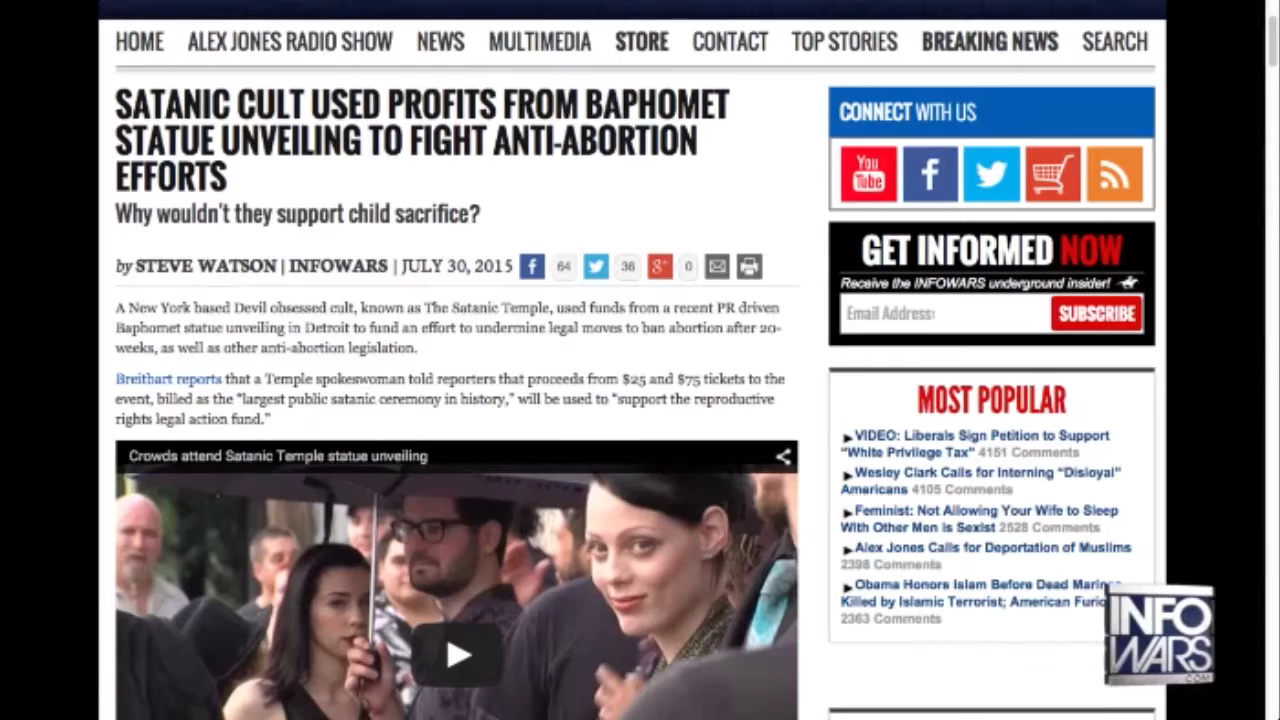 HOME ALEX JONES RADIO SHOW NEWS MULTIMEDIA STORE CONTACT TOP STORIES BREAKING NEWS SEARCH
SATANIC CULT USED PROFITS FROM BAPHOMET
STATUE UNVEILING TO FIGHT ANTI-ABORTION
EFFORTS
Why wouldn't they support child sacrifice?
by STEVE WATSON | INFOWARS | JULY 30, 2015 64 36 0
A New York based Devil obsessed cult, known as The Satanic Temple, used funds from a recent PR driven
Baphomet statue unveiling in Detroit to fund an effort to undermine legal moves to ban abortion after 20-
weeks, as well as other anti-abortion legislation.
Breitbart reports that a Temple spokeswoman told reporters that proceeds from $25 and $75 tickets to the
event, billed as the "largest public satanic ceremony in history," will be used to "support the reproductive
rights legal action fund."
Crowds attend Satanic Temple statue unveiling
CONNECT WITH US
You
Tube
GET INFORMED NOW
Receive the INFOWARS underground insider!
Email Address:
SUBSCRIBE
MOST POPULAR
VIDEO: Liberals Sign Petition to Support
"White Privilege Tax" 4151 Comments
Wesley Clark Calls for Interning "Disloyal"
Americans 4105 Comments
Feminist: Not Allowing Your Wife to Sleep
With Other Men is Sexist 2528 Comments
Alex Jones Calls for Deportation of Muslims
2398 Comments
Obama Honors Islam Before Dead
Killed by Islamic Terrorist; American
2363 Comments
INFO
WARS
.COM